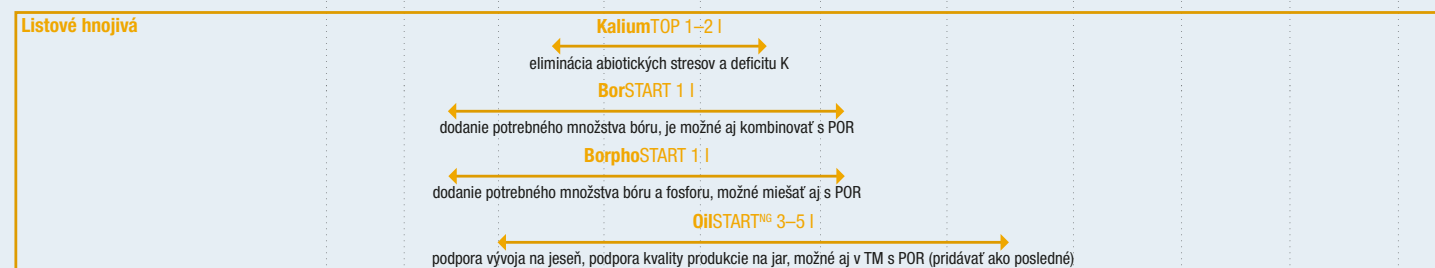 Listové hnojivá
KaliumTOP 1–2 l
eliminácia abiotických stresov a deficitu K
BorSTART 1 l
dodanie potrebného množstva bóru, je možné aj kombinovať s POR
BorphoSTART 1 l
dodanie potrebného množstva bóru a fosforu, možné miešať aj s POR
OilSTARTᴺᴳ 3–5 l
podpora vývoja na jeseň, podpora kvality produkcie na jar, možné aj v TM s POR (pridávať ako posledné)